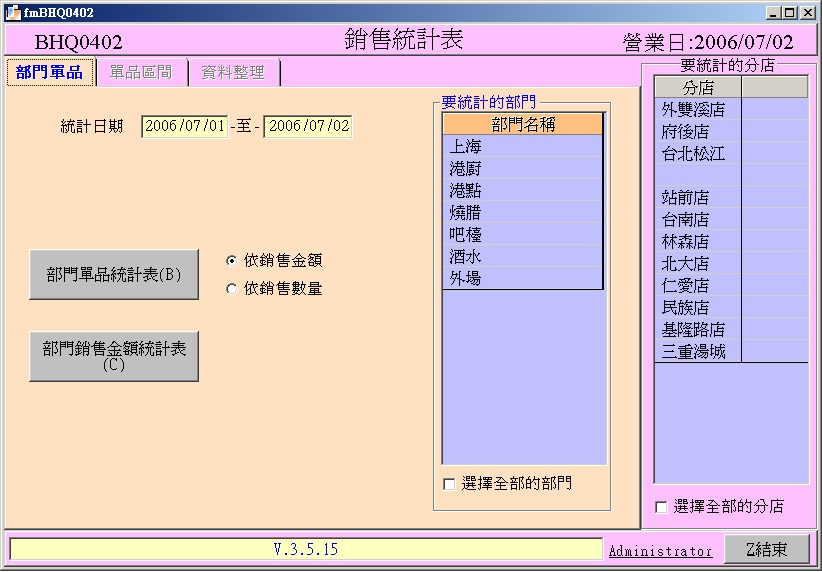 fmBHQ0402
BHQ0402
銷售統計表
營業日:2006/07/02
部門單品
單品區間
資料整理
統計日期
2006/07/01
-至-
2006/07/02
部門單品統計表(B)
依銷售金額
依銷售數量
部門銷售金額統計表
(C)
要統計的部門
部門名稱
上海
港廚
港點
燒腊
吧檯
酒水
外場
選擇全部的部門
要統計的分店
分店
外雙溪店
府後店
台北松江
站前店
台南店
林森店
北大店
仁愛店
民族店
基隆路店
三重湯城
選擇全部的分店
V.3.5.15
Administrator
Z結束